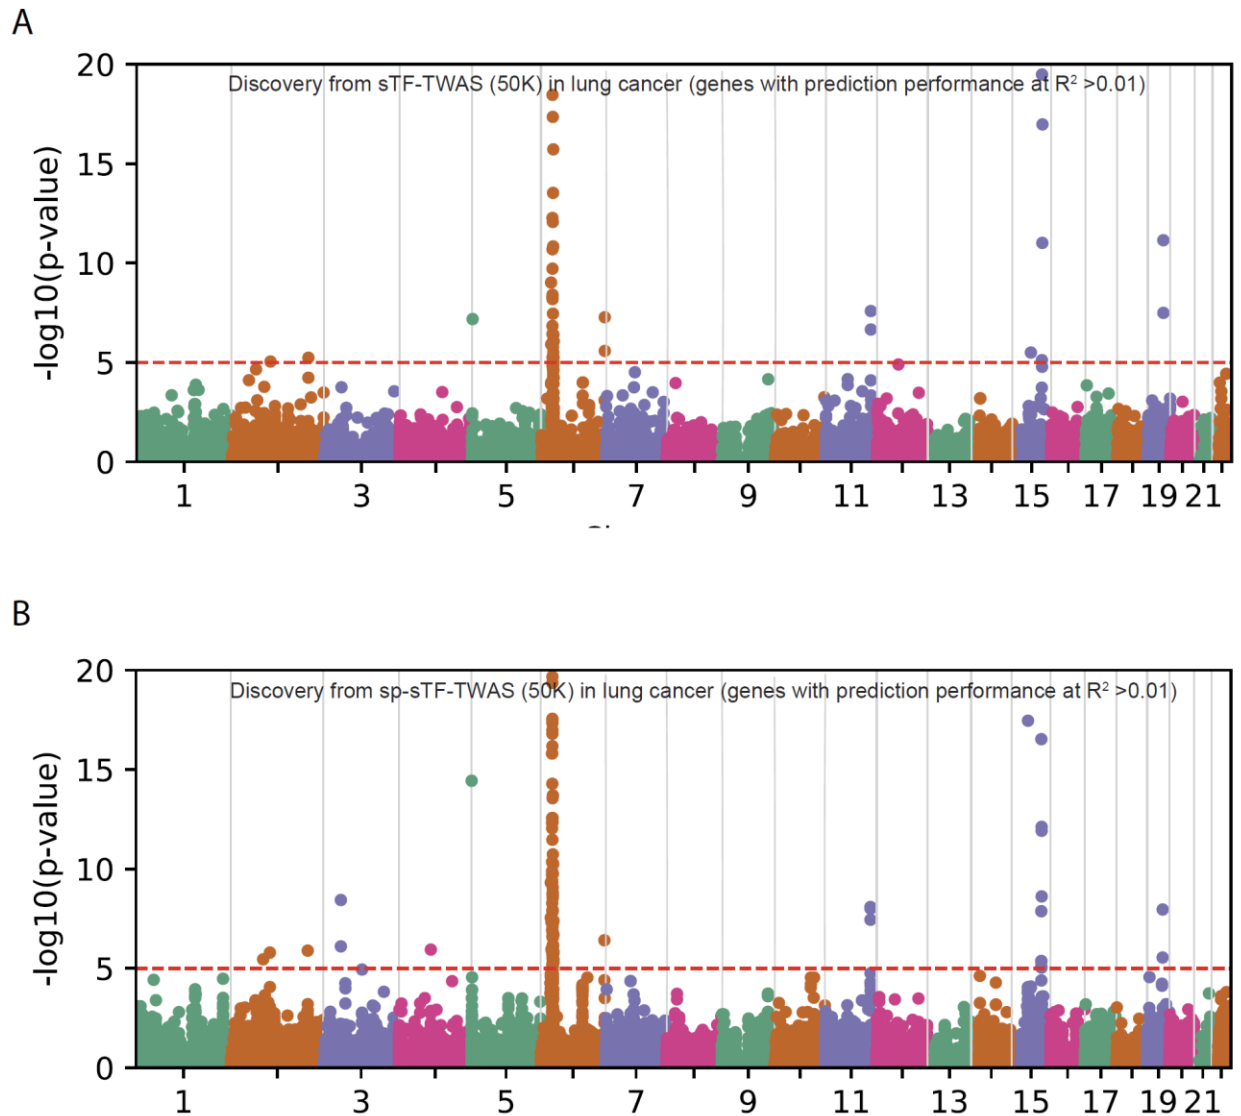 A
Discovery from sTF-TWAS (50K) in lung cancer (genes with prediction performance at R² >0.01)
-log10(p-value)
20
15
10
5
0
1 3 5 7 9 11 13 15 17 19 21
B
Discovery from sp-sTF-TWAS (50K) in lung cancer (genes with prediction performance at R² >0.01)
-log10(p-value)
20
15
10
5
0
1 3 5 7 9 11 13 15 17 19 21